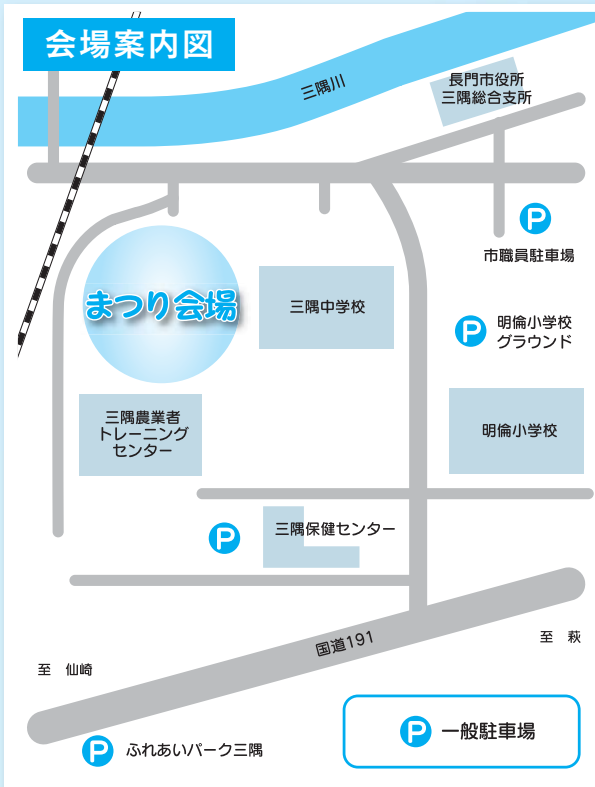 会場案内図
三隅川
長門市役所
三隅総合支所
P
市職員駐車場
まつり会場
三隅中学校
P
明倫小学校
グラウンド
三隅農業者
トレーニング
センター
明倫小学校
P
三隅保健センター
国道191
至 萩
至 仙崎
P 一般駐車場
P ふれあいパーク三隅